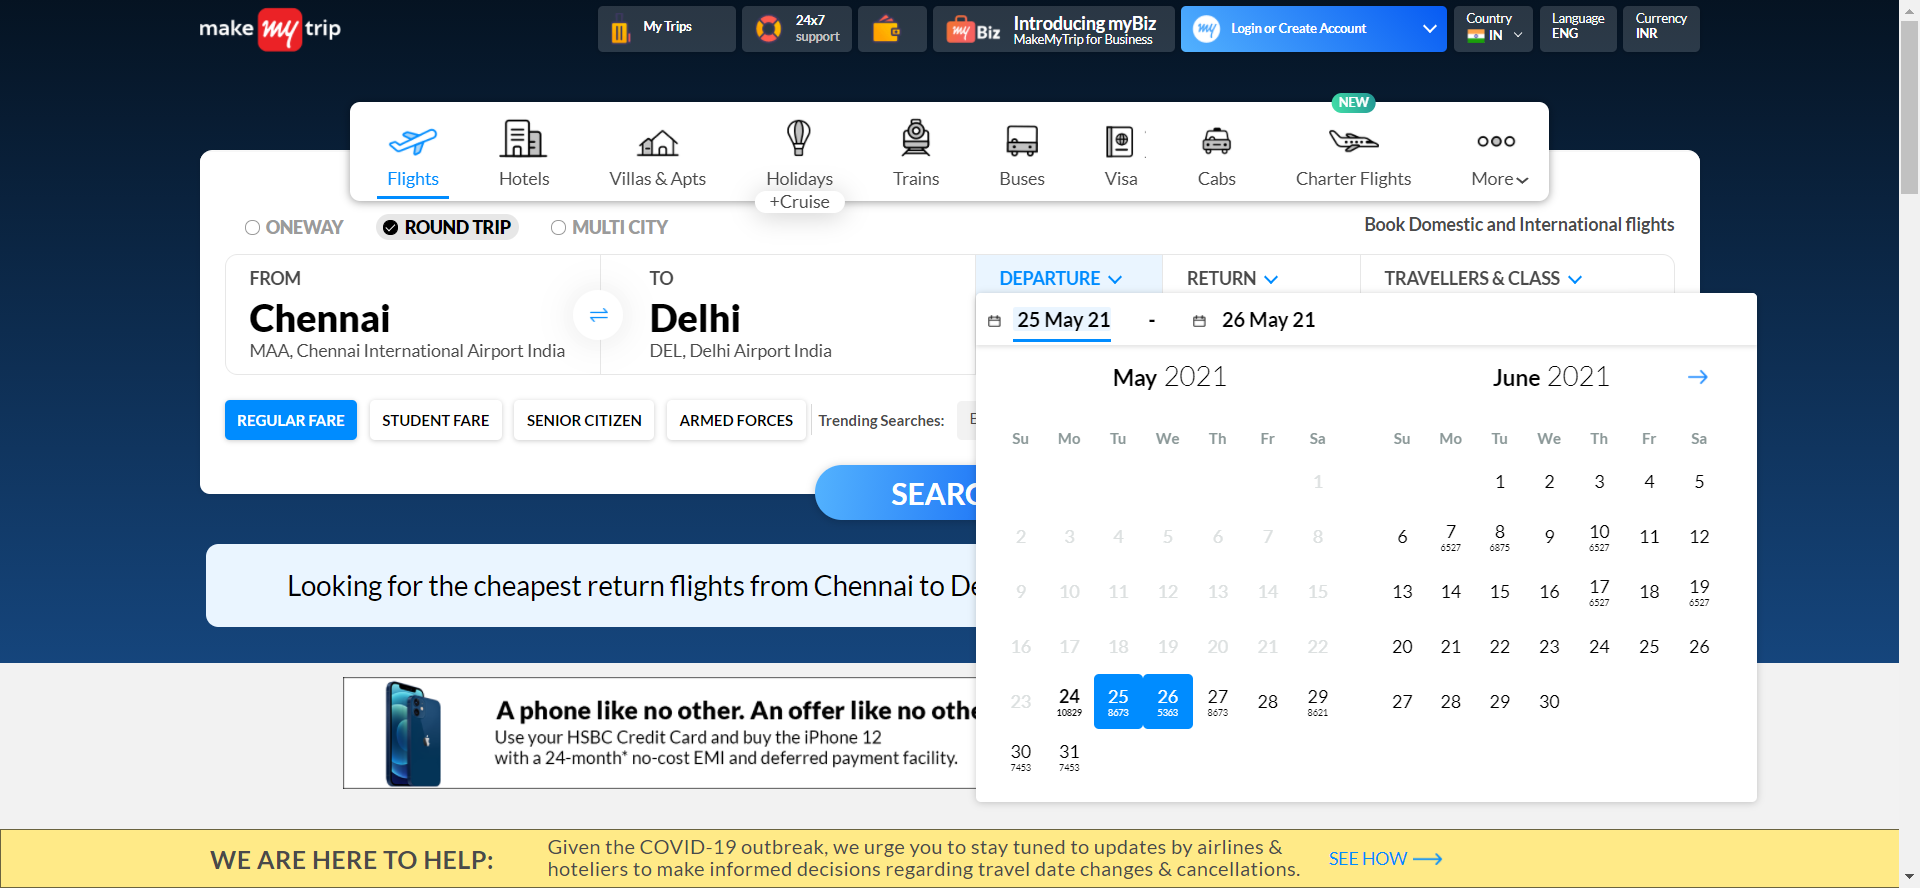 make my trip
My Trips
24x7
support
my Biz
Introducing myBiz
MakeMyTrip for Business
my
Login or Create Account
Country
IN
Language
ENG
Currency
INR
NEW
Flights
Hotels
Villas & Apts
Holidays
+Cruise
Trains
Buses
Visa
Cabs
Charter Flights
More
ONEWAY
ROUND TRIP
MULTI CITY
Book Domestic and International flights
FROM
Chennai
MAA, Chennai International Airport India
TO
Delhi
DEL, Delhi Airport India
DEPARTURE
RETURN
TRAVELLERS & CLASS
25 May 21 - 26 May 21
REGULAR FARE
STUDENT FARE
SENIOR CITIZEN
ARMED FORCES
Trending Searches:
SEARC
Looking for the cheapest return flights from Chennai to De
May 2021
Su Mo Tu We Th Fr Sa
1
2 3 4 5 6 7 8
9 10 11 12 13 14 15
16 17 18 19 20 21 22
23 24 25 26 27 28 29
10829 8673 5363 8673 8621
30 31
7453 7453
June 2021
Su Mo Tu We Th Fr Sa
1 2 3 4 5
6 7 8 9 10 11 12
6527 6875 6527
13 14 15 16 17 18 19
6527 6527
20 21 22 23 24 25 26
27 28 29 30
A phone like no other. An offer like no othe
Use your HSBC Credit Card and buy the iPhone 12
with a 24-month* no-cost EMI and deferred payment facility.
WE ARE HERE TO HELP:
Given the COVID-19 outbreak, we urge you to stay tuned to updates by airlines &
hoteliers to make informed decisions regarding travel date changes & cancellations.
SEE HOW